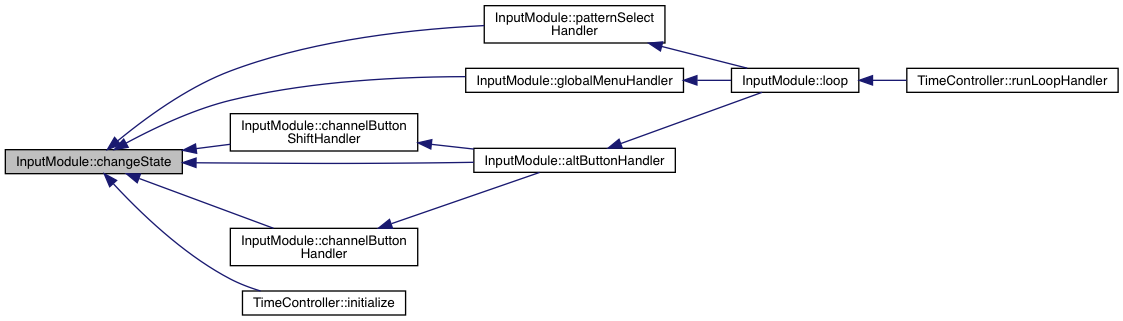 InputModule::patternSelect
Handler
InputModule::globalMenuHandler
InputModule::loop
TimeController::runLoopHandler
InputModule::channelButton
ShiftHandler
InputModule::changeState
InputModule::altButtonHandler
InputModule::channelButton
Handler
TimeController::initialize